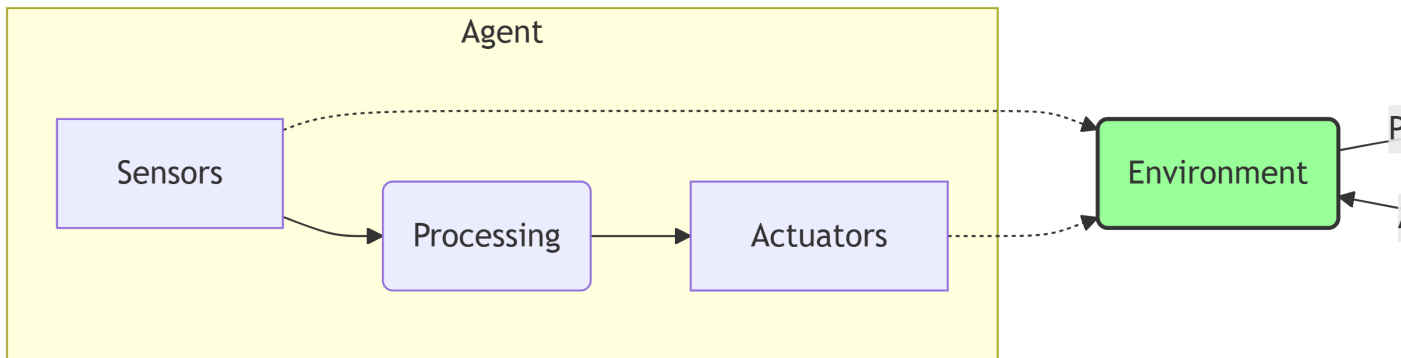 Agent
Sensors
Processing
Actuators
Environment